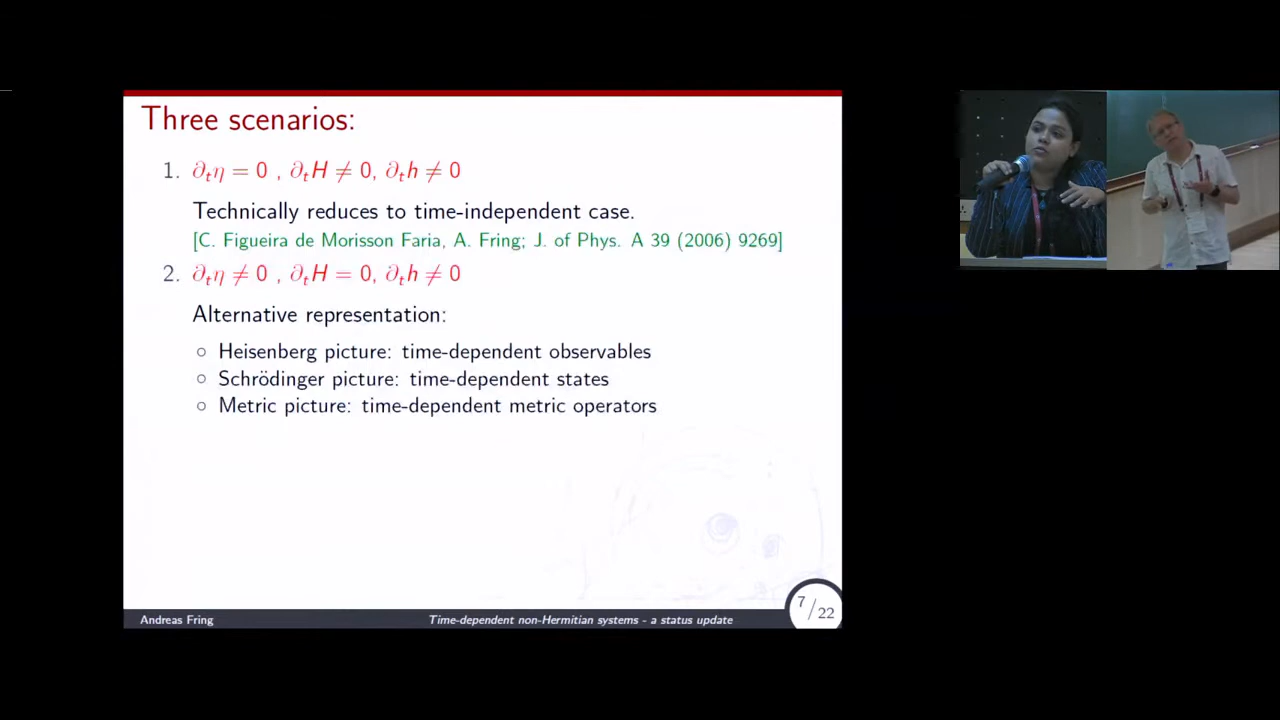 Three scenarios:
1. ∂ₜη = 0 , ∂ₜH ≠ 0, ∂ₜh ≠ 0
Technically reduces to time-independent case.
[C. Figueira de Morisson Faria, A. Fring; J. of Phys. A 39 (2006) 9269]
2. ∂ₜη ≠ 0 , ∂ₜH = 0, ∂ₜh ≠ 0
Alternative representation:
○ Heisenberg picture: time-dependent observables
○ Schrödinger picture: time-dependent states
○ Metric picture: time-dependent metric operators
Andreas Fring Time-dependent non-Hermitian systems - a status update 7/22